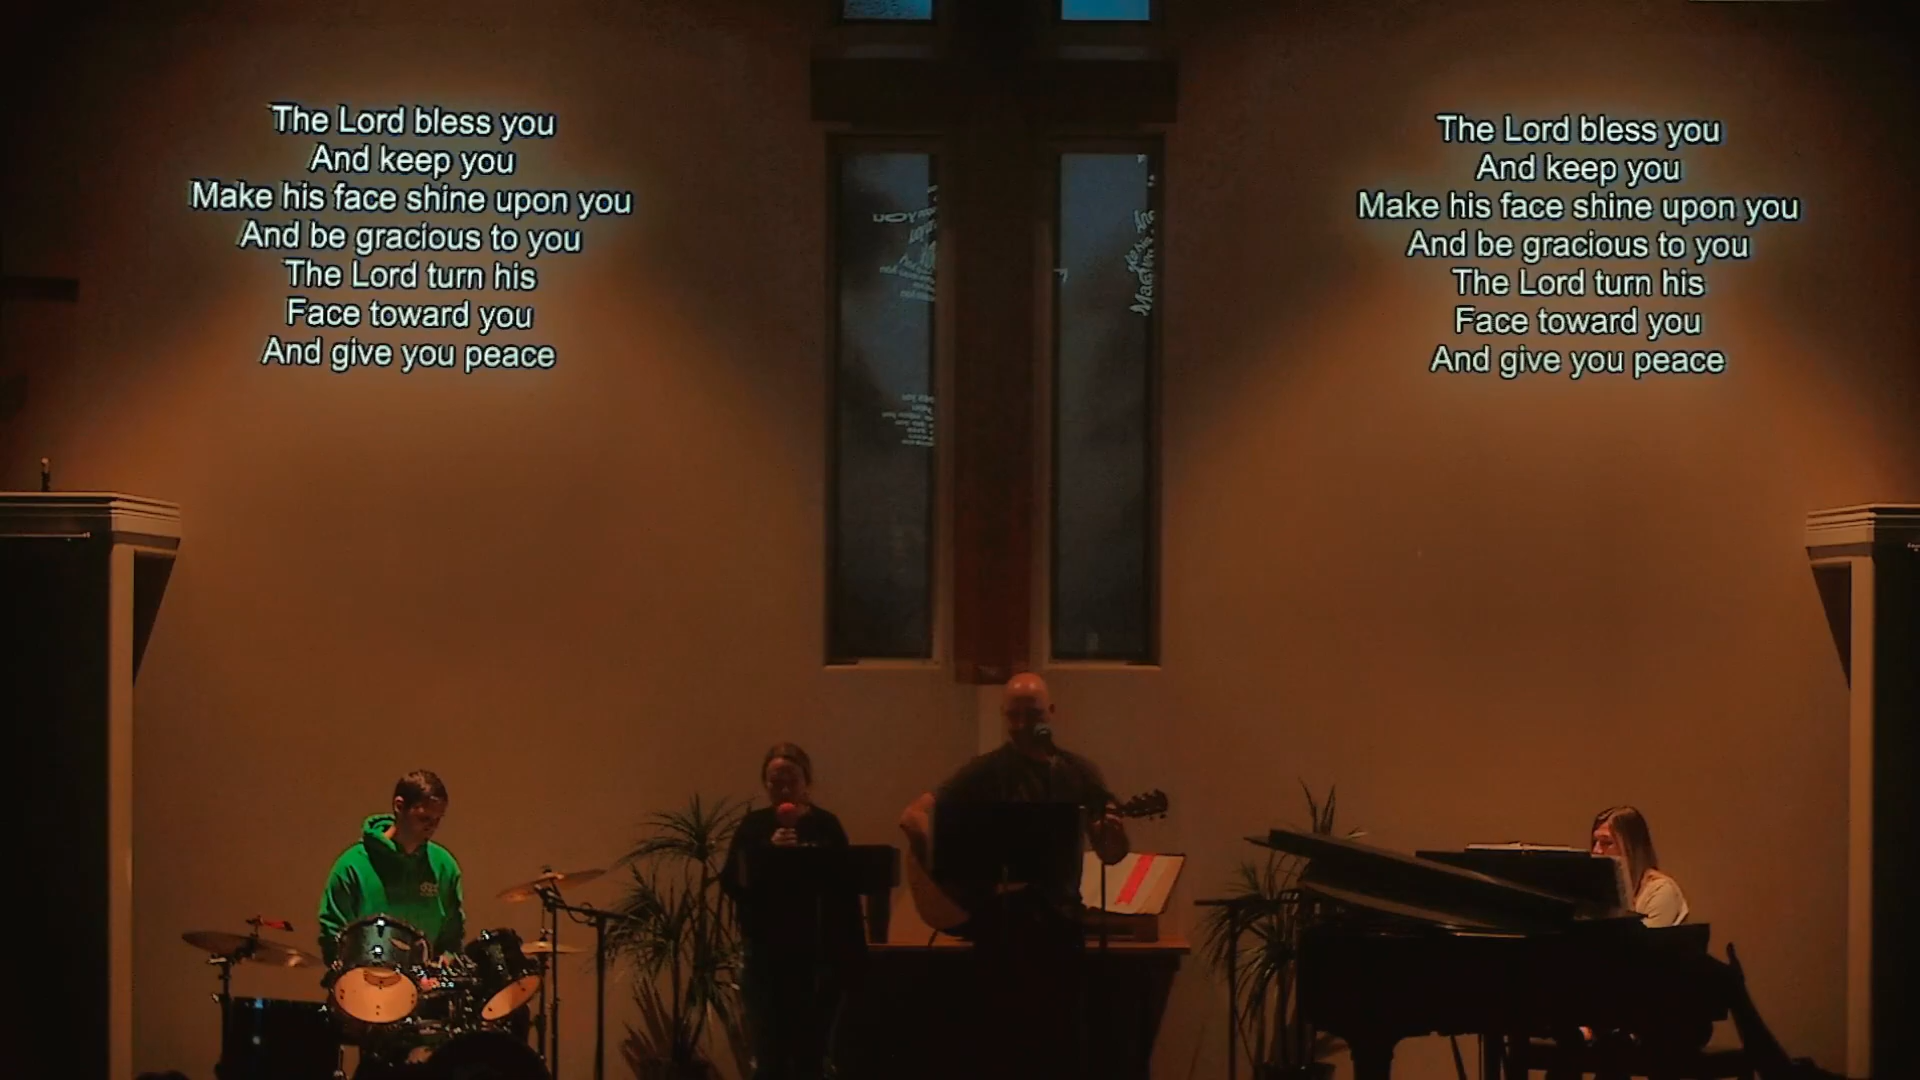 The Lord bless you
And keep you
Make his face shine upon you
And be gracious to you
The Lord turn his
Face toward you
And give you peace
The Lord bless you
And keep you
Make his face shine upon you
And be gracious to you
The Lord turn his
Face toward you
And give you peace